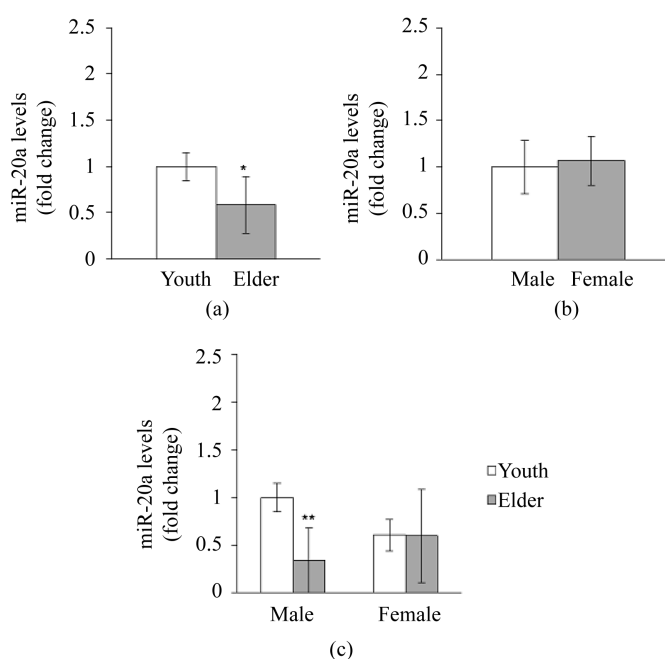 2.5
2
1.5
1
0.5
0
miR-20a levels
(fold change)
*
Youth Elder
(a)
2.5
2
1.5
1
0.5
0
miR-20a levels
(fold change)
Male Female
(b)
2.5
2
1.5
1
0.5
0
miR-20a levels
(fold change)
**
Male Female
Youth
Elder
(c)